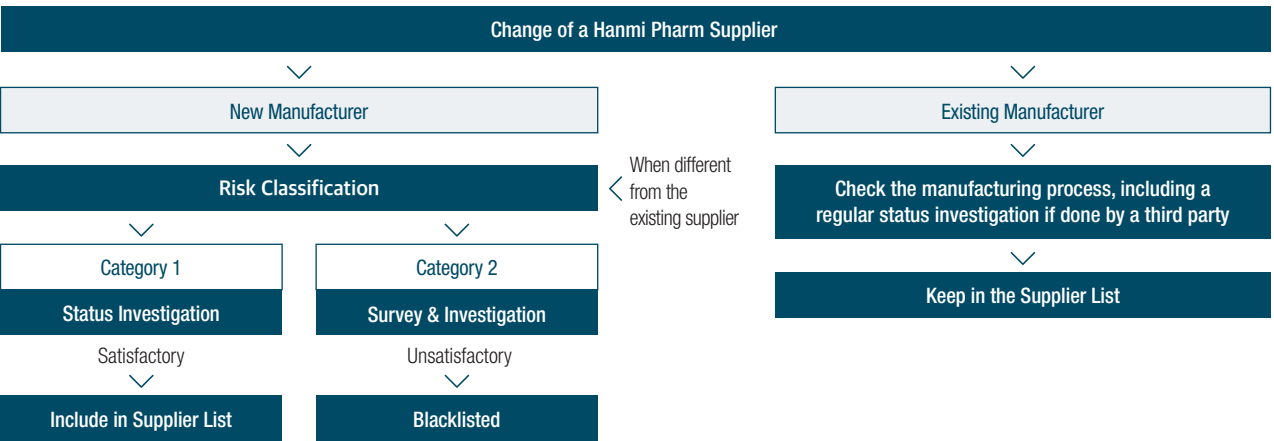 Change of a Hanmi Pharm Supplier
New Manufacturer
Existing Manufacturer
Risk Classification
When different
from the
existing supplier
Check the manufacturing process, including a
regular status investigation if done by a third party
Category 1
Category 2
Status Investigation
Survey & Investigation
Keep in the Supplier List
Satisfactory
Unsatisfactory
Include in Supplier List
Blacklisted